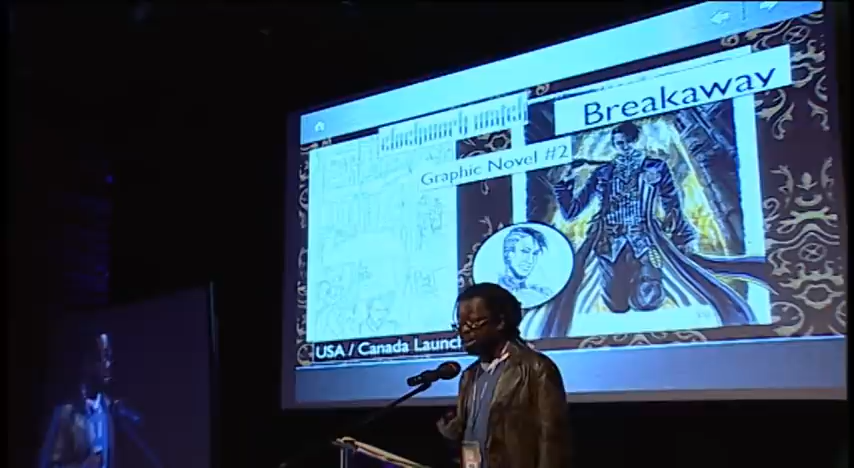 clockwork watch
Breakaway
Graphic Novel #2
USA / Canada Launch